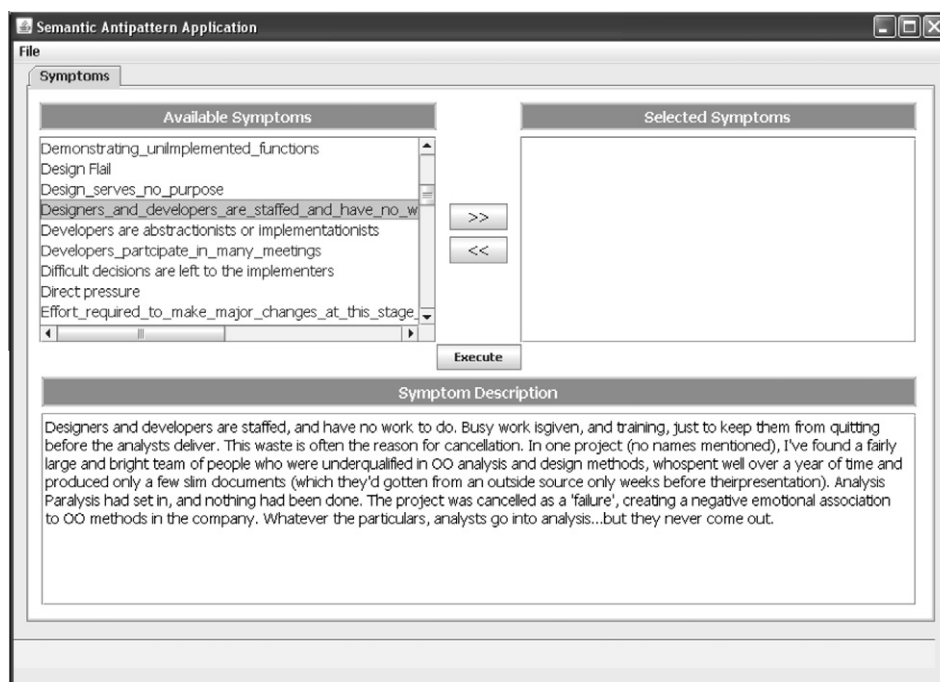 Semantic Antipattern Application
File
Symptoms
Available Symptoms
Selected Symptoms
Demonstrating_unimplemented_functions
Design Flail
Design_serves_no_purpose
Designers_and_developers_are_staffed_and_have_no_w
Developers are abstractionists or implementationists
Developers_partcipate_in_many_meetings
Difficult decisions are left to the implementers
Direct pressure
Effort_required_to_make_major_changes_at_this_stage_
>>
<<
Execute
Symptom Description
Designers and developers are staffed, and have no work to do. Busy work isgiven, and training, just to keep them from quitting
before the analysts deliver. This waste is often the reason for cancellation. In one project (no names mentioned), I've found a fairly
large and bright team of people who were underqualified in OO analysis and design methods, whospent well over a year of time and
produced only a few slim documents (which they'd gotten from an outside source only weeks before theirpresentation). Analysis
Paralysis had set in, and nothing had been done. The project was cancelled as a 'failure', creating a negative emotional association
to OO methods in the company. Whatever the particulars, analysts go into analysis...but they never come out.